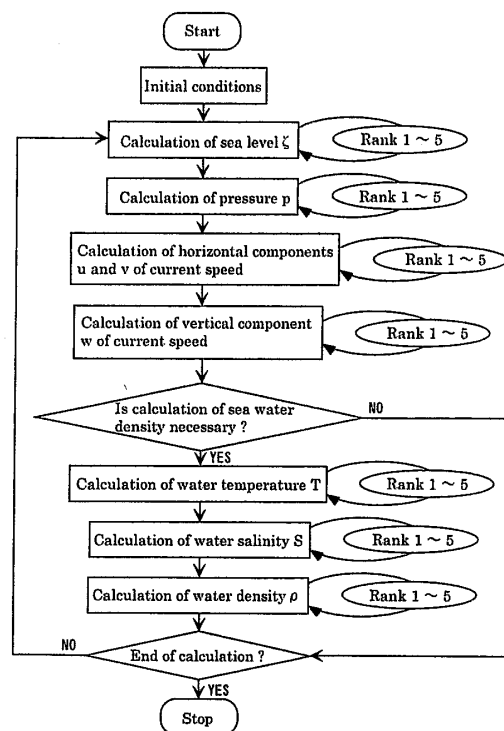 Start
Initial conditions
Calculation of sea level ζ
Rank 1 ~ 5
Calculation of pressure p
Rank 1 ~ 5
Calculation of horizontal components
u and v of current speed
Rank 1 ~ 5
Calculation of vertical component
w of current speed
Rank 1 ~ 5
Is calculation of sea water
density necessary ?
NO
YES
Calculation of water temperature T
Rank 1 ~ 5
Calculation of water salinity S
Rank 1 ~ 5
Calculation of water density ρ
Rank 1 ~ 5
NO
End of calculation ?
YES
Stop